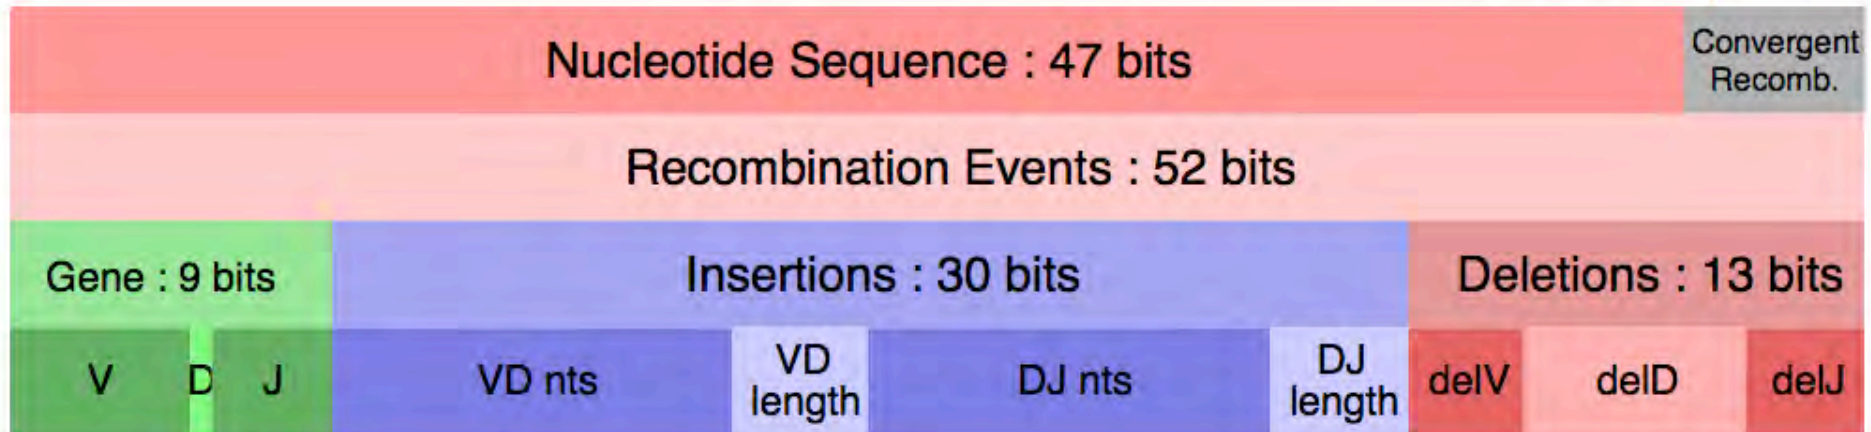 Nucleotide Sequence : 47 bits
Convergent
Recomb.
Recombination Events : 52 bits
Gene : 9 bits
Insertions : 30 bits
Deletions : 13 bits
V
D
J
VD nts
VD
length
DJ nts
DJ
length
delV
delD
delJ